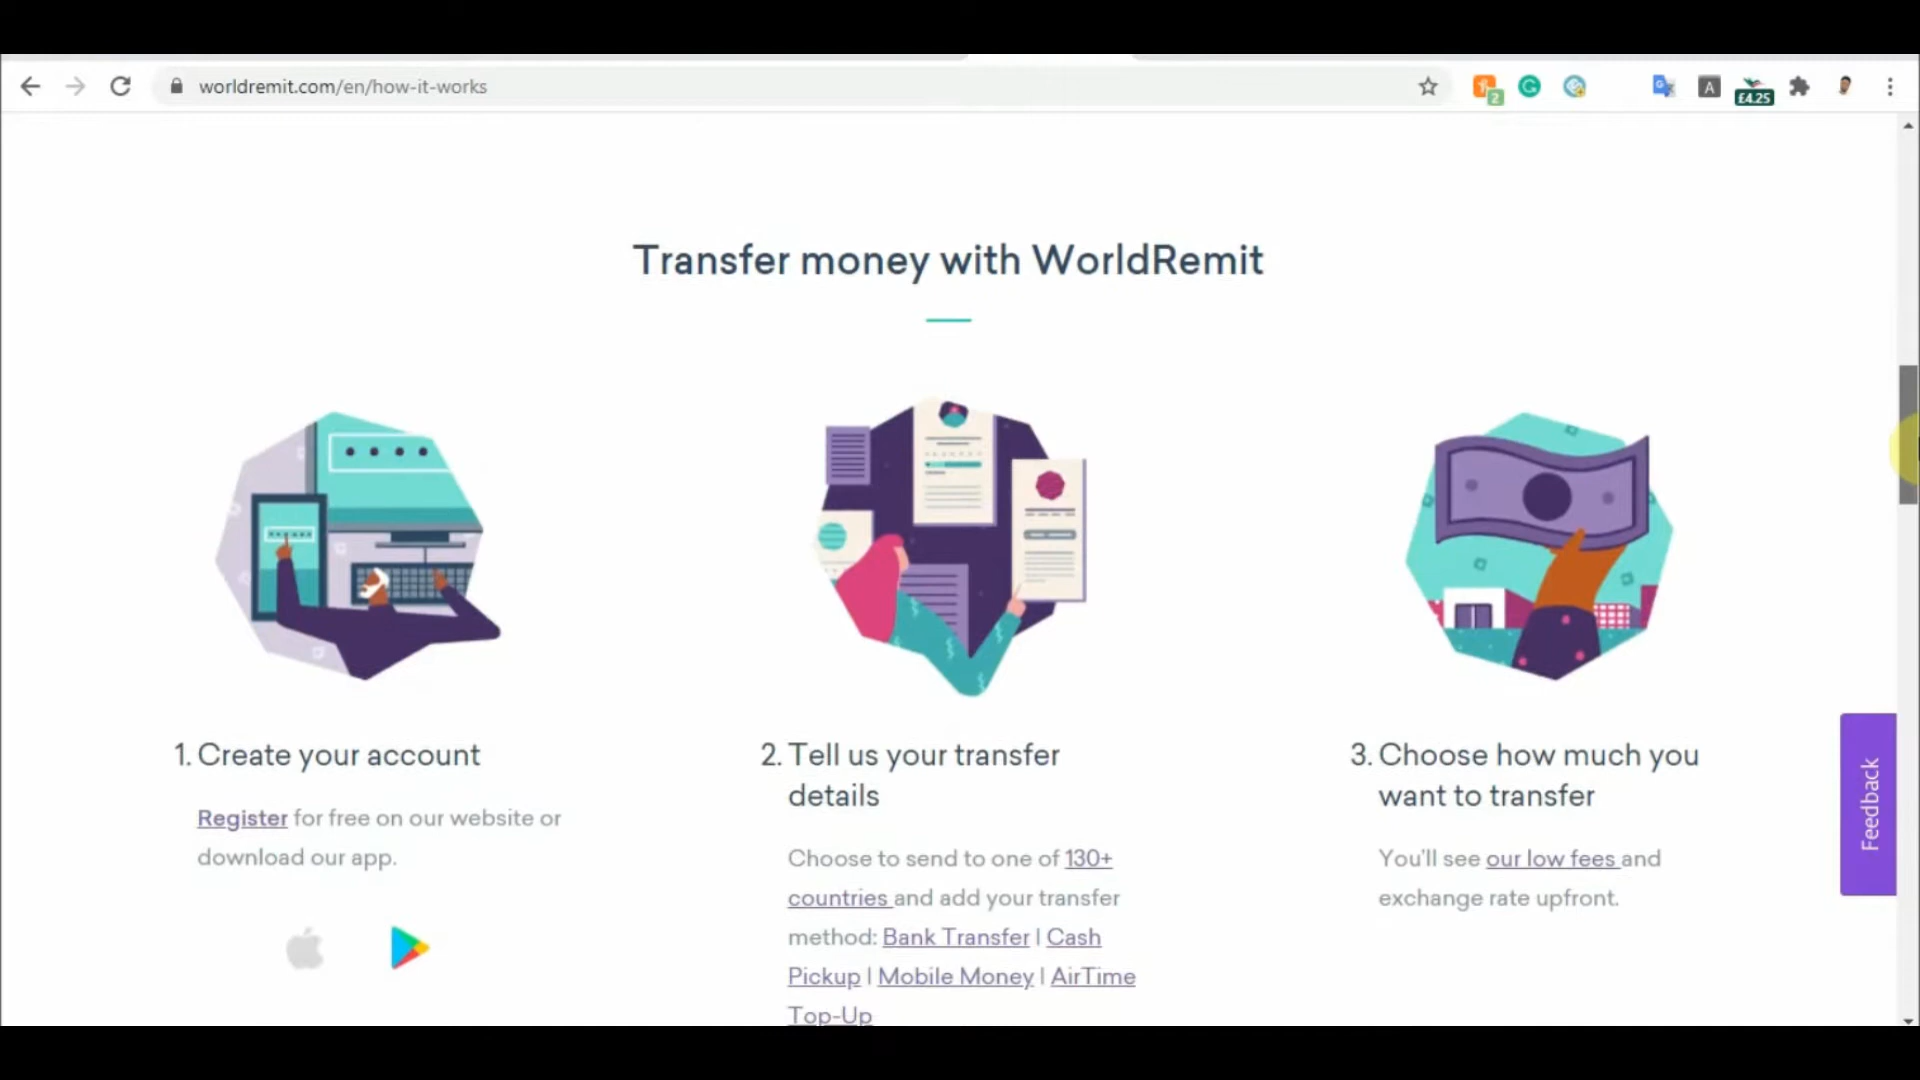 worldremit.com/en/how-it-works
2
G
A
£4.25
Transfer money with WorldRemit
1. Create your account
Register for free on our website or
download our app.
2. Tell us your transfer
details
Choose to send to one of 130+
countries and add your transfer
method: Bank Transfer | Cash
Pickup | Mobile Money | AirTime
Top-Up
3. Choose how much you
want to transfer
You'll see our low fees and
exchange rate upfront.
Feedback